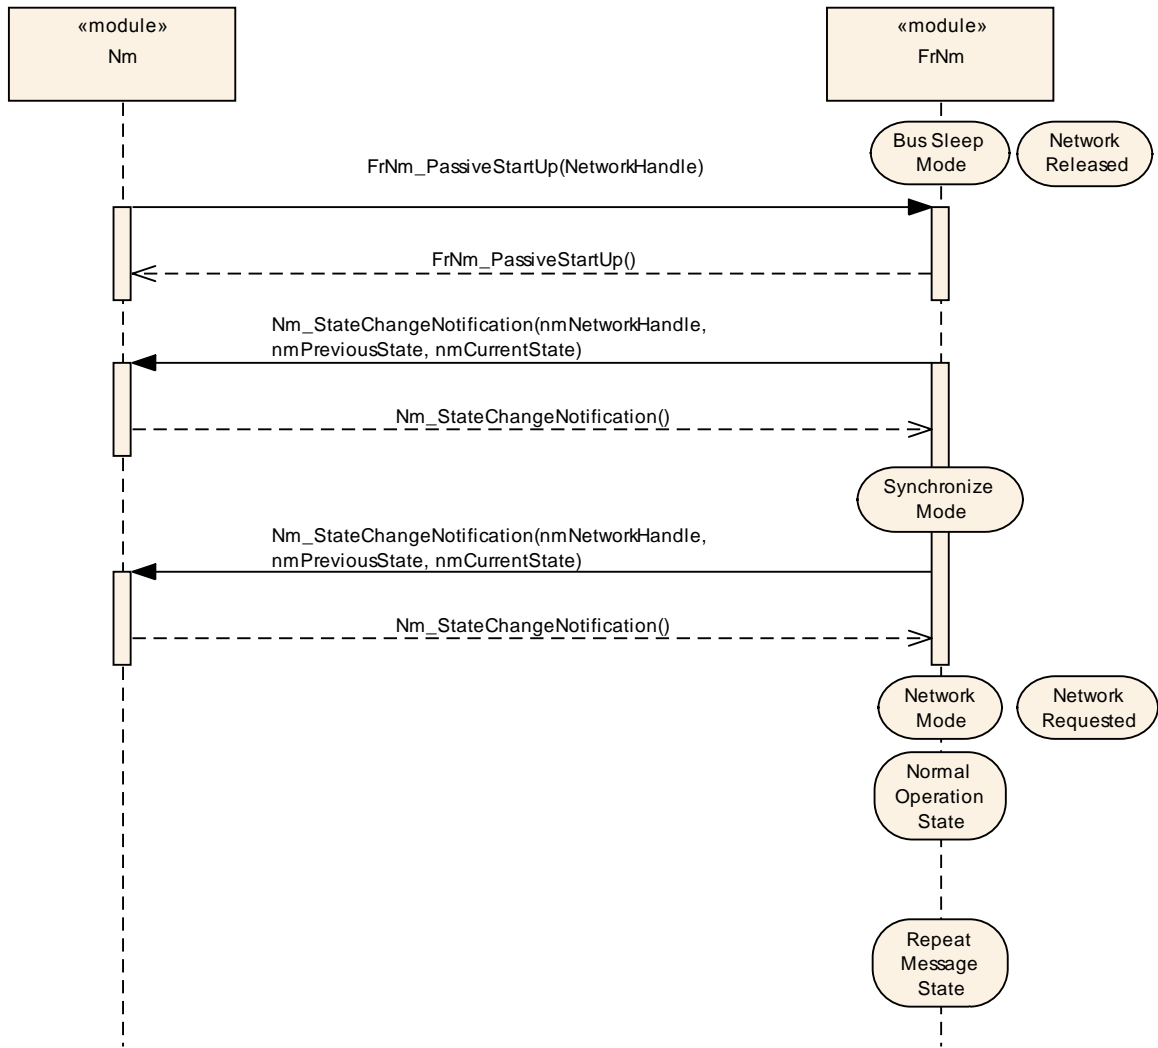 «module»
Nm
«module»
FrNm
Bus Sleep
Mode
Network
Released
FrNm_PassiveStartUp(NetworkHandle)
FrNm_PassiveStartUp()
Nm_StateChangeNotification(nmNetworkHandle,
nmPreviousState, nmCurrentState)
Nm_StateChangeNotification()
Synchronize
Mode
Nm_StateChangeNotification(nmNetworkHandle,
nmPreviousState, nmCurrentState)
Nm_StateChangeNotification()
Network
Mode
Network
Requested
Normal
Operation
State
Repeat
Message
State